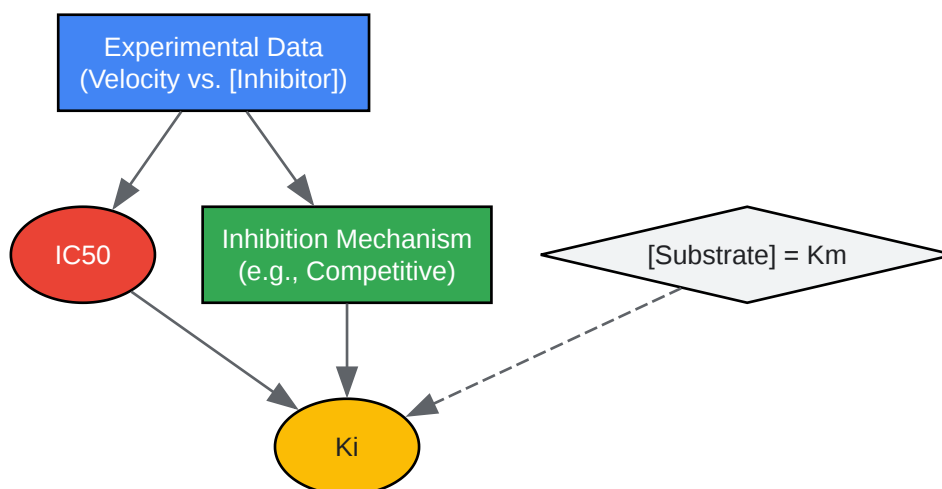 Experimental Data
(Velocity vs. [Inhibitor])
IC50
Inhibition Mechanism
(e.g., Competitive)
[Substrate] = Km
Ki